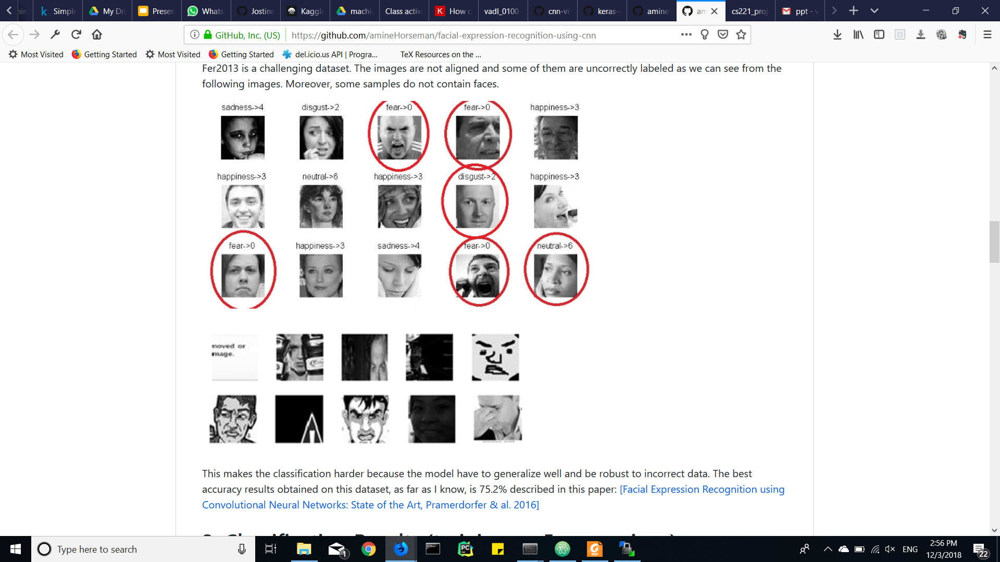 Simple
My Dri
Presen
Whats
Jostine
Kaggle
machi
Class activa
How c
vadl_0100-
cnn-vi
keras-
amine
am
cs221_proj
ppt - v
GitHub, Inc. (US)
https://github.com/amineHorseman/facial-expression-recognition-using-cnn
Most Visited
Getting Started
Most Visited
Getting Started
del.icio.us API | Progra...
TeX Resources on the ...
Fer2013 is a challenging dataset. The images are not aligned and some of them are uncorrectly labeled as we can see from the
following images. Moreover, some samples do not contain faces.
sadness->4 disgust->2 fear->0 fear->0 happiness->3
happiness->3 neutral->6 happiness->3 disgust->2 happiness->3
fear->0 happiness->3 sadness->4 fear->0 neutral->6
moved or
mage.
This makes the classification harder because the model have to generalize well and be robust to incorrect data. The best
accuracy results obtained on this dataset, as far as I know, is 75.2% described in this paper: [Facial Expression Recognition using
Convolutional Neural Networks: State of the Art, Pramerdorfer & al. 2016]
Type here to search
1
PC
PDF
ENG
2:56 PM
12/3/2018
22